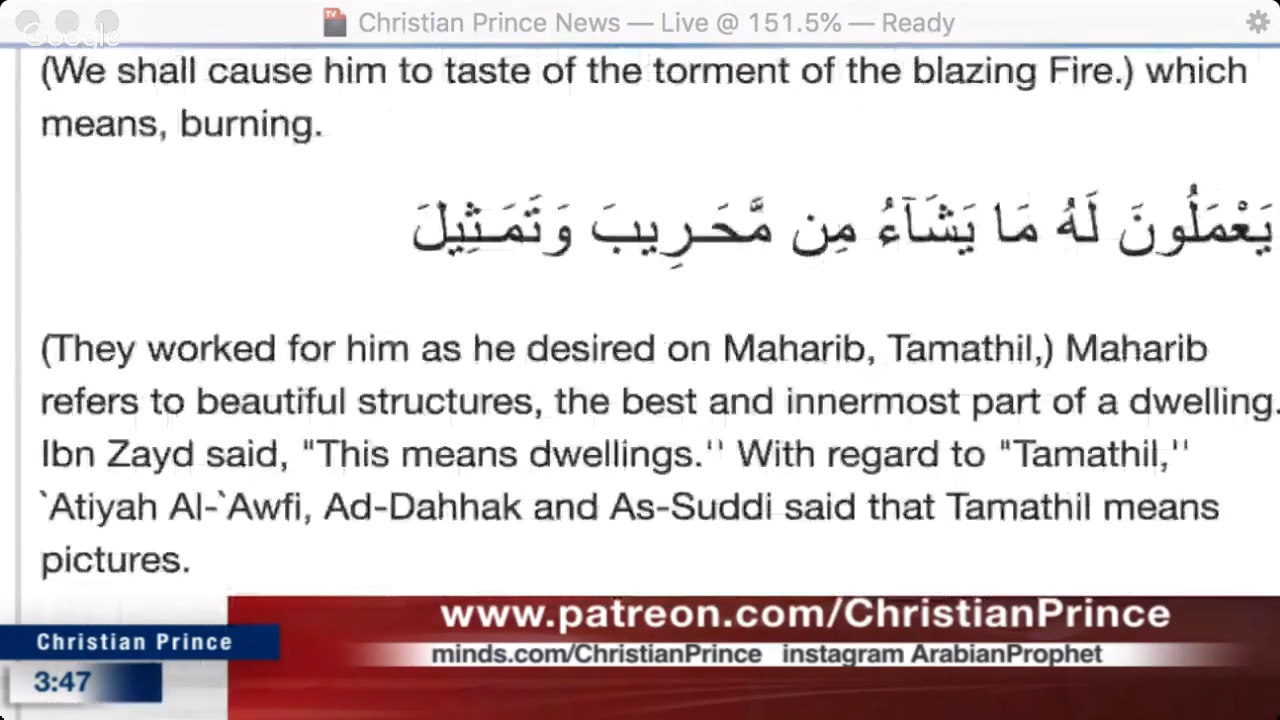 Christian Prince News — Live @ 151.5% — Ready
Google
(We shall cause him to taste of the torment of the blazing Fire.) which
means, burning.
يَعْمَلُونَ لَهُ مَا يَشَآءُ مِن مَّحَـرِيبَ وَتَمَـثِيلَ
(They worked for him as he desired on Maharib, Tamathil,) Maharib
refers to beautiful structures, the best and innermost part of a dwelling.
Ibn Zayd said, "This means dwellings.'' With regard to "Tamathil,''
`Atiyah Al-`Awfi, Ad-Dahhak and As-Suddi said that Tamathil means
pictures.
www.patreon.com/ChristianPrince
Christian Prince
minds.com/ChristianPrince instagram ArabianProphet
3:47